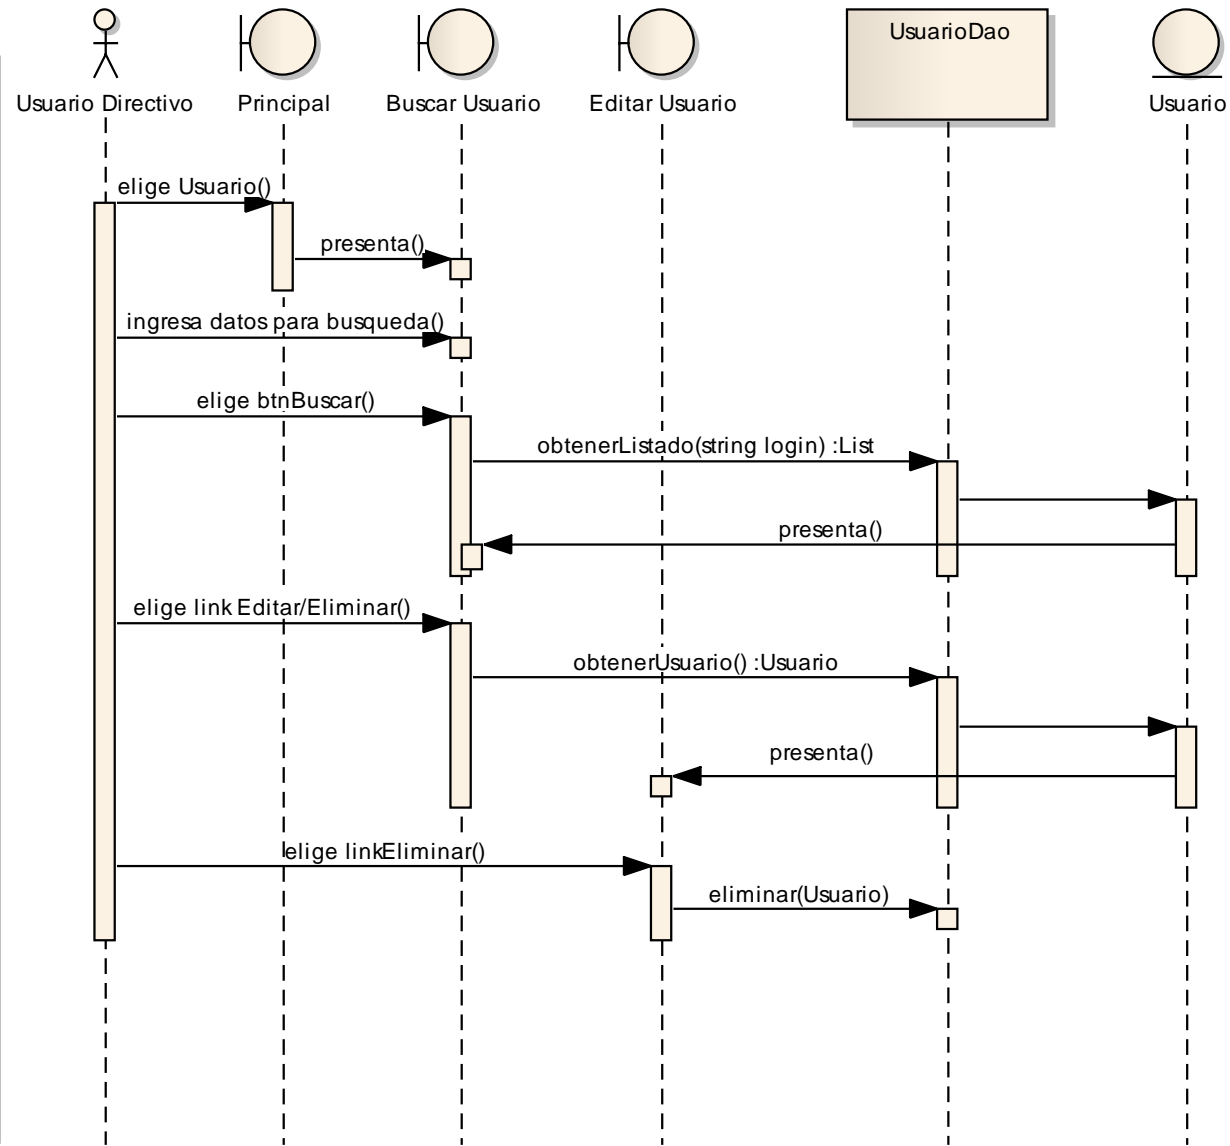 UsuarioDao
Usuario Directivo
Principal
Buscar Usuario
Editar Usuario
Usuario
elige Usuario()
presenta()
ingresa datos para busqueda()
elige btnBuscar()
obtenerListado(string login) :List
presenta()
elige link Editar/Eliminar()
obtenerUsuario() :Usuario
presenta()
elige linkEliminar()
eliminar(Usuario)